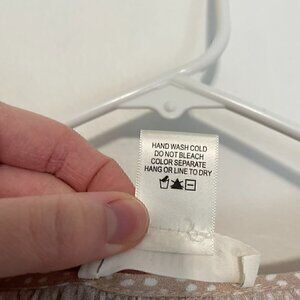 HAND WASH COLD
DO NOT BLEACH
COLOR SEPARATE
HANG OR LINE TO DRY